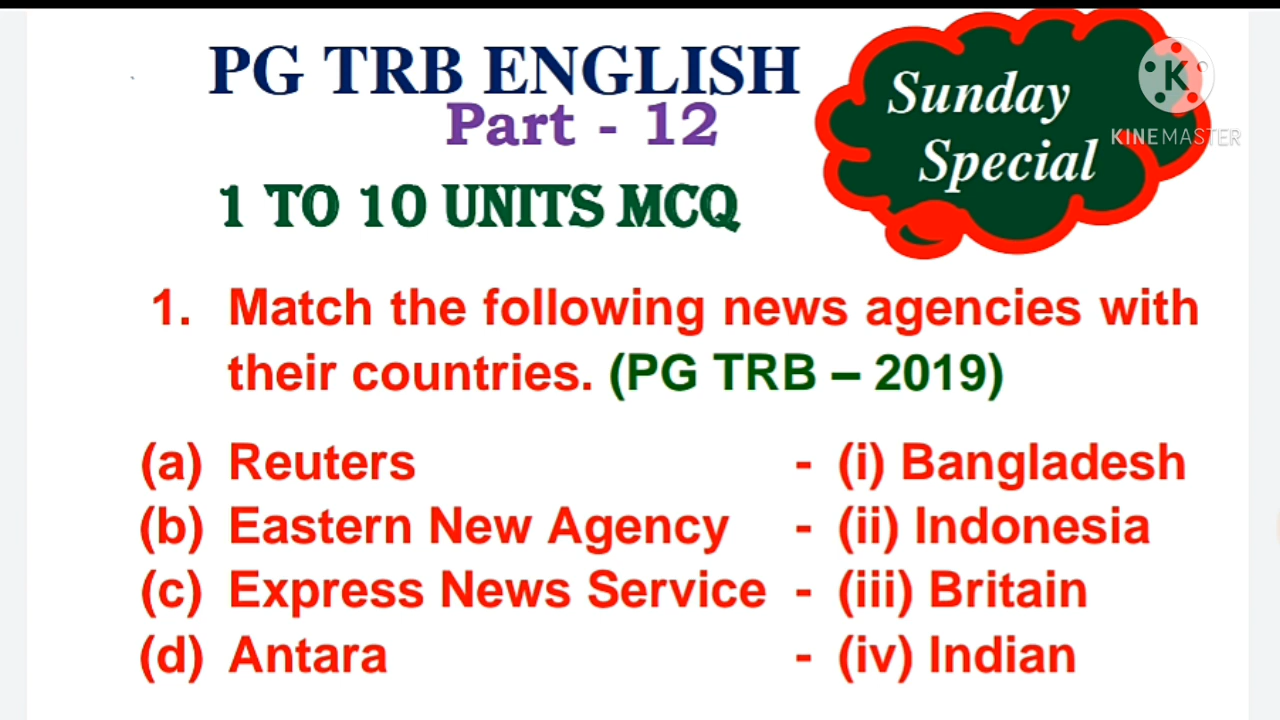 PG TRB ENGLISH
Part - 12
1 TO 10 UNITS MCQ
Sunday
Special
K
KINEMASTER
1. Match the following news agencies with
their countries. (PG TRB – 2019)
(a) Reuters - (i) Bangladesh
(b) Eastern New Agency - (ii) Indonesia
(c) Express News Service - (iii) Britain
(d) Antara - (iv) Indian